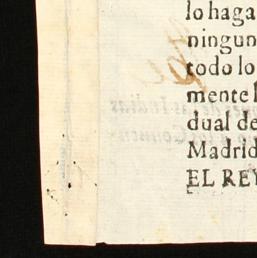 lo haga
ningun
todo lo
mente
dual de
Madrid
EL REY